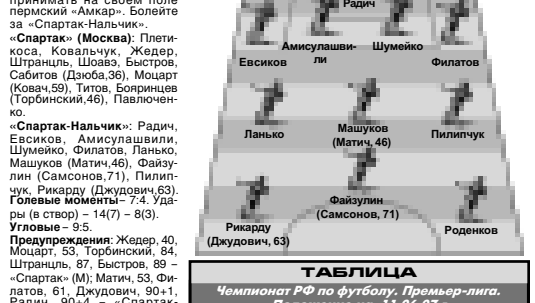 принимать на своем поле
пермский «Амкар». Болейте
за «Спартак-Нальчик».
«Спартак» (Москва): Плети-
коса, Ковальчук, Жедер,
Штранцль, Шоавэ, Быстров,
Сабитов (Дзюба,36), Моцарт
(Ковач,59), Титов, Бояринцев
(Торбинский,46), Павлючен-
ко.
«Спартак-Нальчик»: Радич,
Евсиков, Амисулашвили,
Шумейко, Филатов, Ланько,
Машуков (Матич,46), Файзу-
лин (Самсонов,71), Пилип-
чук, Рикарду (Джудович,63).
Голевые моменты– 7:4. Уда-
ры (в створ) – 14(7) – 8(3).
Угловые – 9:5.
Предупреждения: Жедер, 40,
Моцарт, 53, Торбинский, 84,
Штранцль, 87, Быстров, 89 –
«Спартак» (М); Матич, 53, Фи-
латов, 61, Джудович, 90+1,
Радич, 90+4 – «Спартак-
Радич
Амисулашви-
ли
Шумейко
Евсиков
Филатов
Ланько
Машуков
(Матич, 46)
Пилипчук
Файзулин
(Самсонов, 71)
Рикарду
(Джудович, 63)
Роденков
ТАБЛИЦА
Чемпионат РФ по футболу. Премьер-лига.